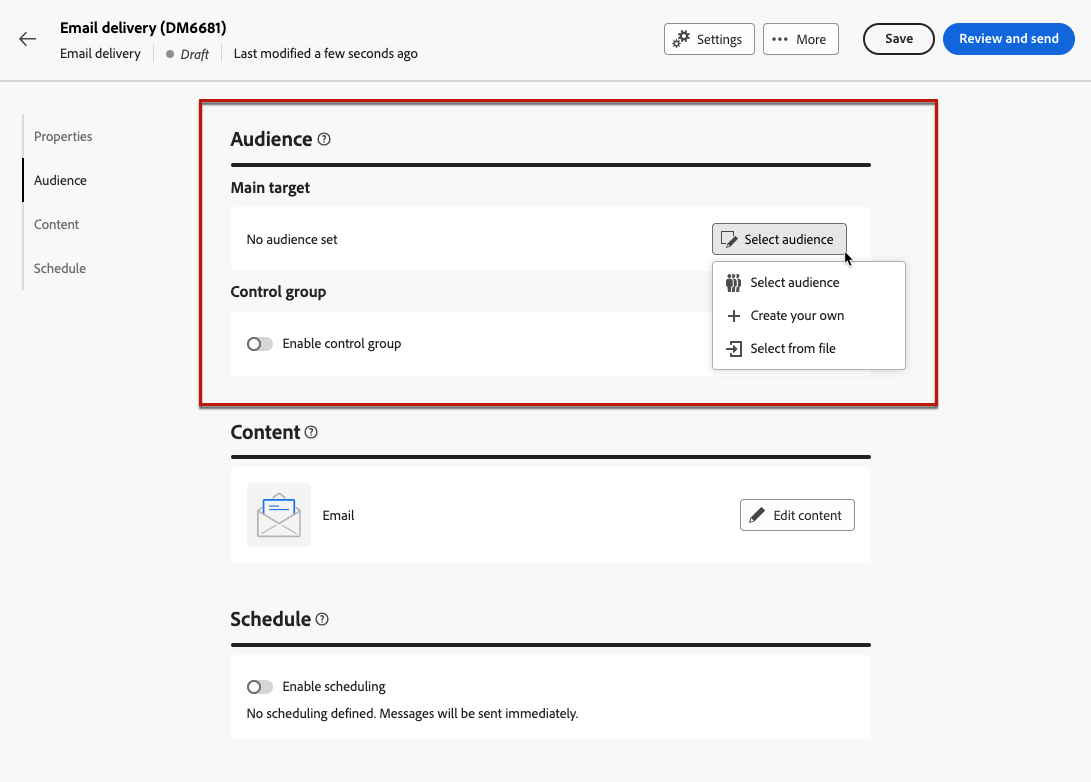 Email delivery (DM6681)
Email delivery Draft Last modified a few seconds ago
Settings
More
Save
Review and send
Properties
Audience
Content
Schedule
Audience
Main target
No audience set
Select audience
Select audience
Create your own
Select from file
Control group
Enable control group
Content
Email
Edit content
Schedule
Enable scheduling
No scheduling defined. Messages will be sent immediately.